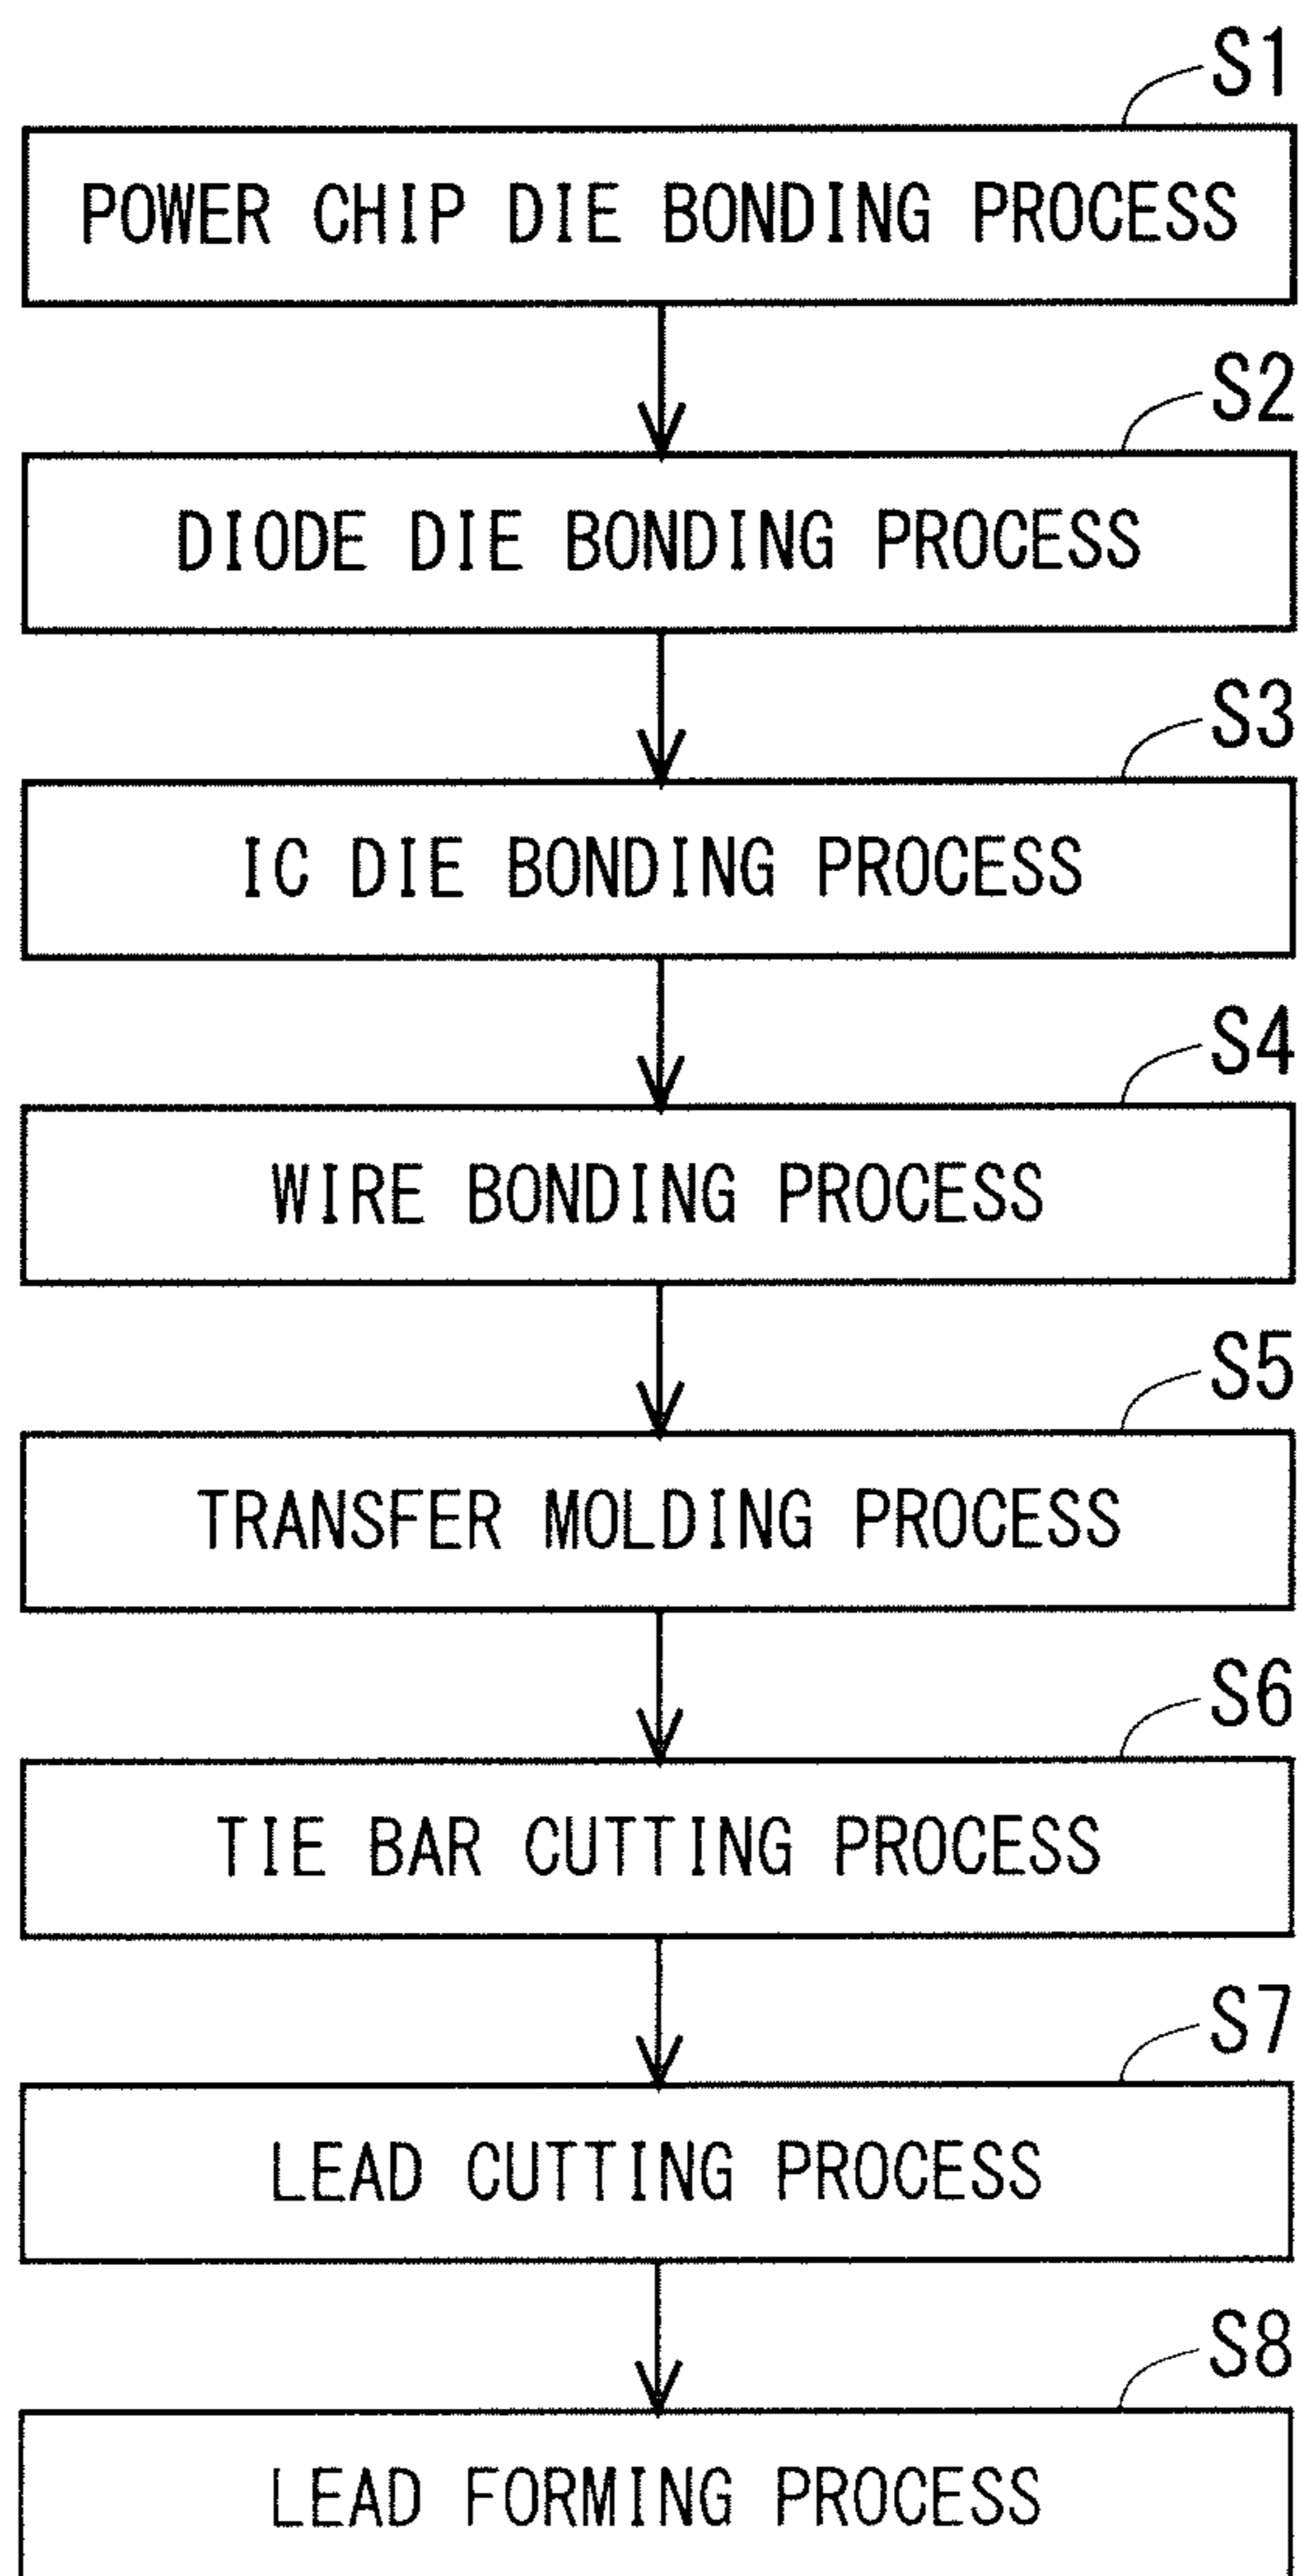 S1
POWER CHIP DIE BONDING PROCESS
S2
DIODE DIE BONDING PROCESS
S3
IC DIE BONDING PROCESS
S4
WIRE BONDING PROCESS
S5
TRANSFER MOLDING PROCESS
S6
TIE BAR CUTTING PROCESS
S7
LEAD CUTTING PROCESS
S8
LEAD FORMING PROCESS